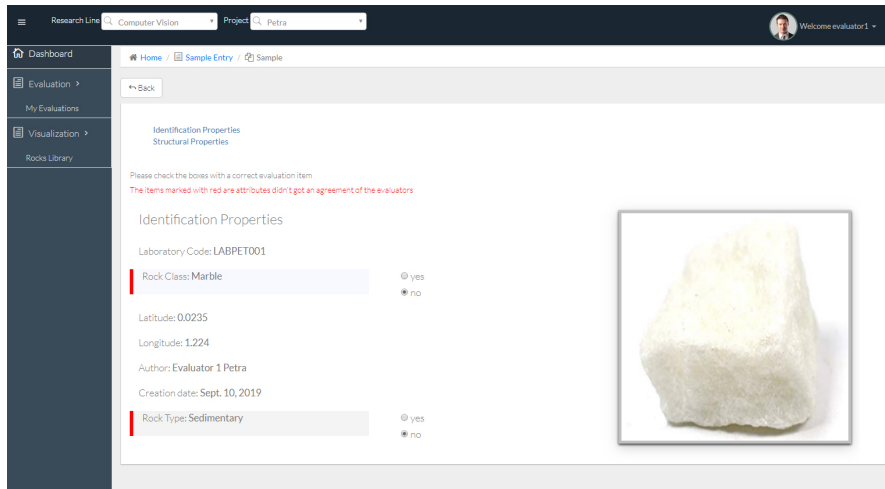 Research Line Computer Vision Project Petra Welcome evaluator1
Dashboard
Home / Sample Entry / Sample
Evaluation >
Back
My Evaluations
Visualization >
Rocks Library
Identification Properties
Structural Properties
Please check the boxes with a correct evaluation item
The items marked with red are attributes didn't got an agreement of the evaluators
Identification Properties
Laboratory Code: LABPET001
Rock Class: Marble
yes
no
Latitude: 0.0235
Longitude: 1.224
Author: Evaluator 1 Petra
Creation date: Sept. 10, 2019
Rock Type: Sedimentary
yes
no